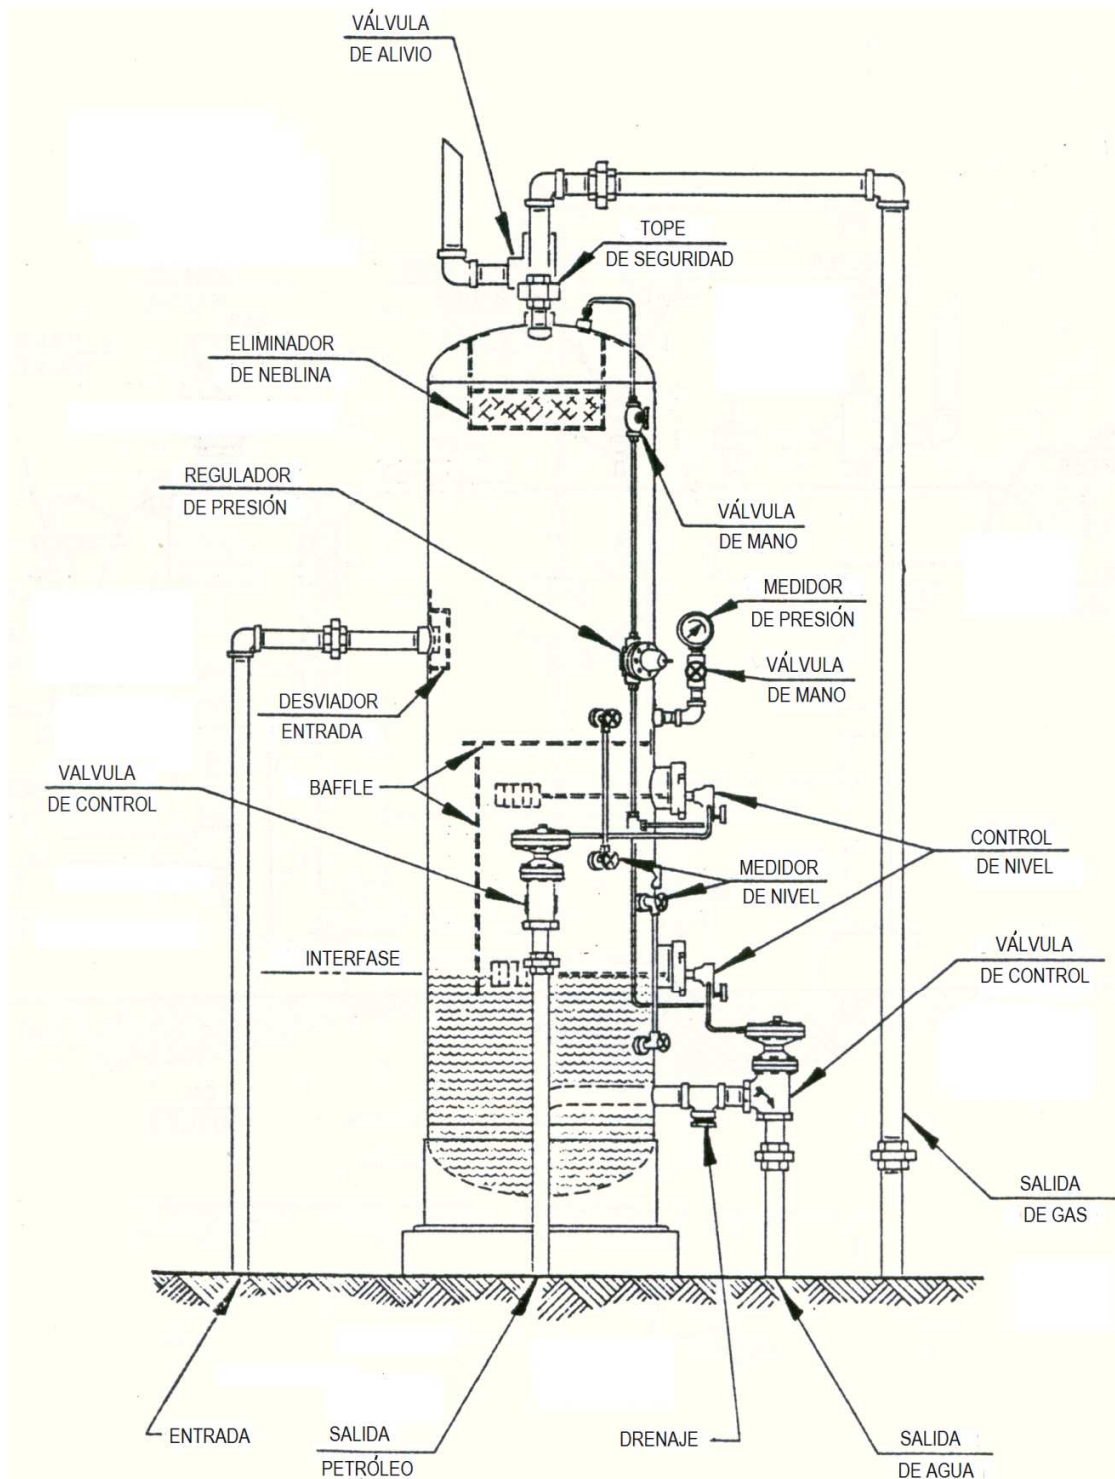 VÁLVULA
DE ALIVIO
TOPE
DE SEGURIDAD
ELIMINADOR
DE NEBLINA
REGULADOR
DE PRESIÓN
VÁLVULA
DE MANO
MEDIDOR
DE PRESIÓN
VÁLVULA
DE MANO
DESVIADOR
ENTRADA
VALVULA
DE CONTROL
BAFFLE
CONTROL
DE NIVEL
MEDIDOR
DE NIVEL
INTERFASE
VÁLVULA
DE CONTROL
SALIDA
DE GAS
ENTRADA
SALIDA
PETRÓLEO
DRENAJE
SALIDA
DE AGUA